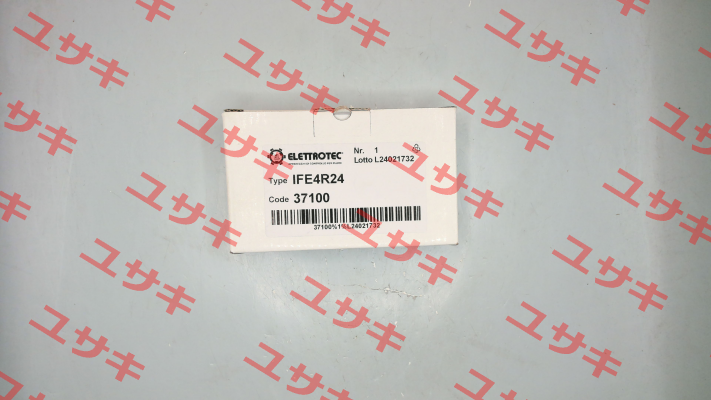 ELETTROTEC
Nr. 1
Lotto L24021732
Type IFE4R24
Code 37100
37100%1%L24021732
ユサキ